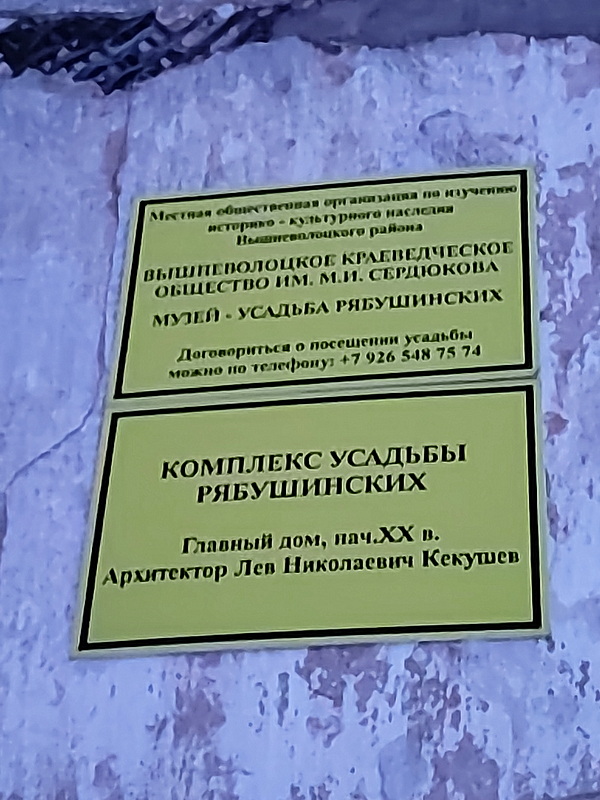 Местная общественная организация по изучению
историко - культурного наследия
Вышневолоцкого района
ВЫШНЕВОЛОЦКОЕ КРАЕВЕДЧЕСКОЕ
ОБЩЕСТВО ИМ. М.И. СЕРДЮКОВА
МУЗЕЙ - УСАДЬБА РЯБУШИНСКИХ
Договориться о посещении усадьбы
можно по телефону: +7 926 548 75 74
КОМПЛЕКС УСАДЬБЫ
РЯБУШИНСКИХ
Главный дом, нач.XX в.
Архитектор Лев Николаевич Кекушев